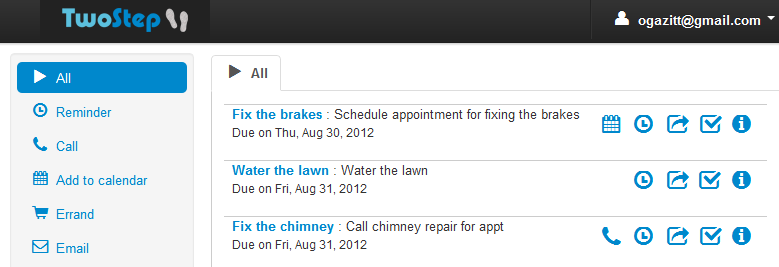 TwoStep
ogazitt@gmail.com
All
Reminder
Call
Add to calendar
Errand
Email
All
Fix the brakes : Schedule appointment for fixing the brakes
Due on Thu, Aug 30, 2012
Water the lawn : Water the lawn
Due on Fri, Aug 31, 2012
Fix the chimney : Call chimney repair for appt
Due on Fri, Aug 31, 2012